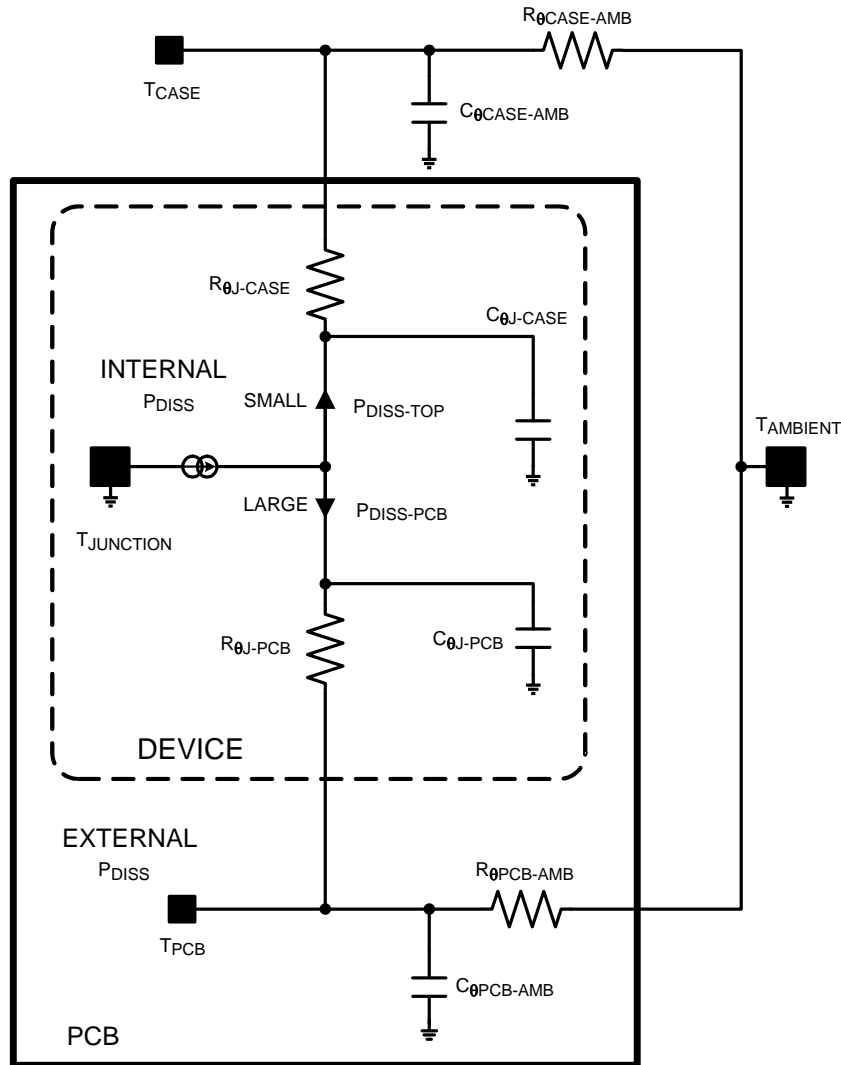 RθCASE-AMB
TCASE
CθCASE-AMB
RθJ-CASE
CθJ-CASE
INTERNAL
PDISS
SMALL
PDISS-TOP
TAMBIENT
LARGE
PDISS-PCB
TJUNCTION
RθJ-PCB
CθJ-PCB
DEVICE
EXTERNAL
PDISS
RθPCB-AMB
TPCB
CθPCB-AMB
PCB